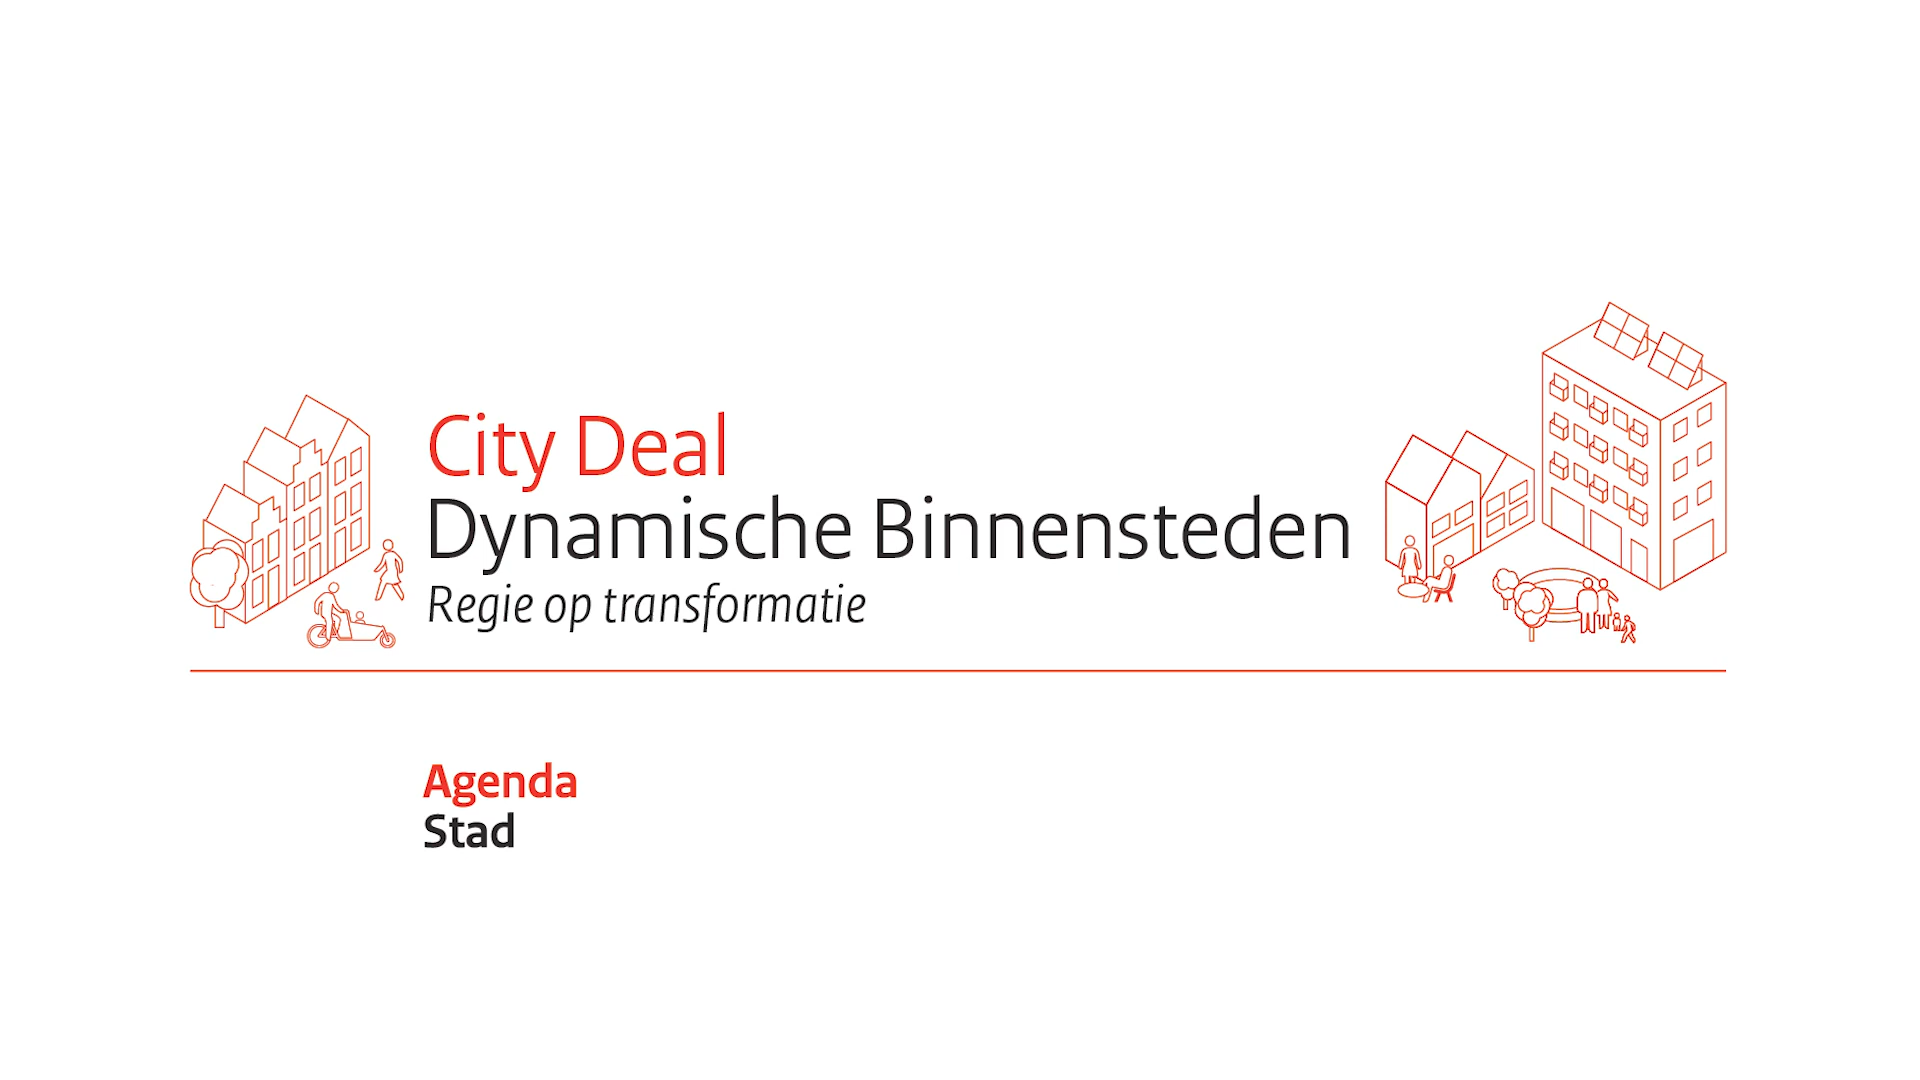 City Deal
Dynamische Binnensteden
Regie op transformatie
Agenda
Stad